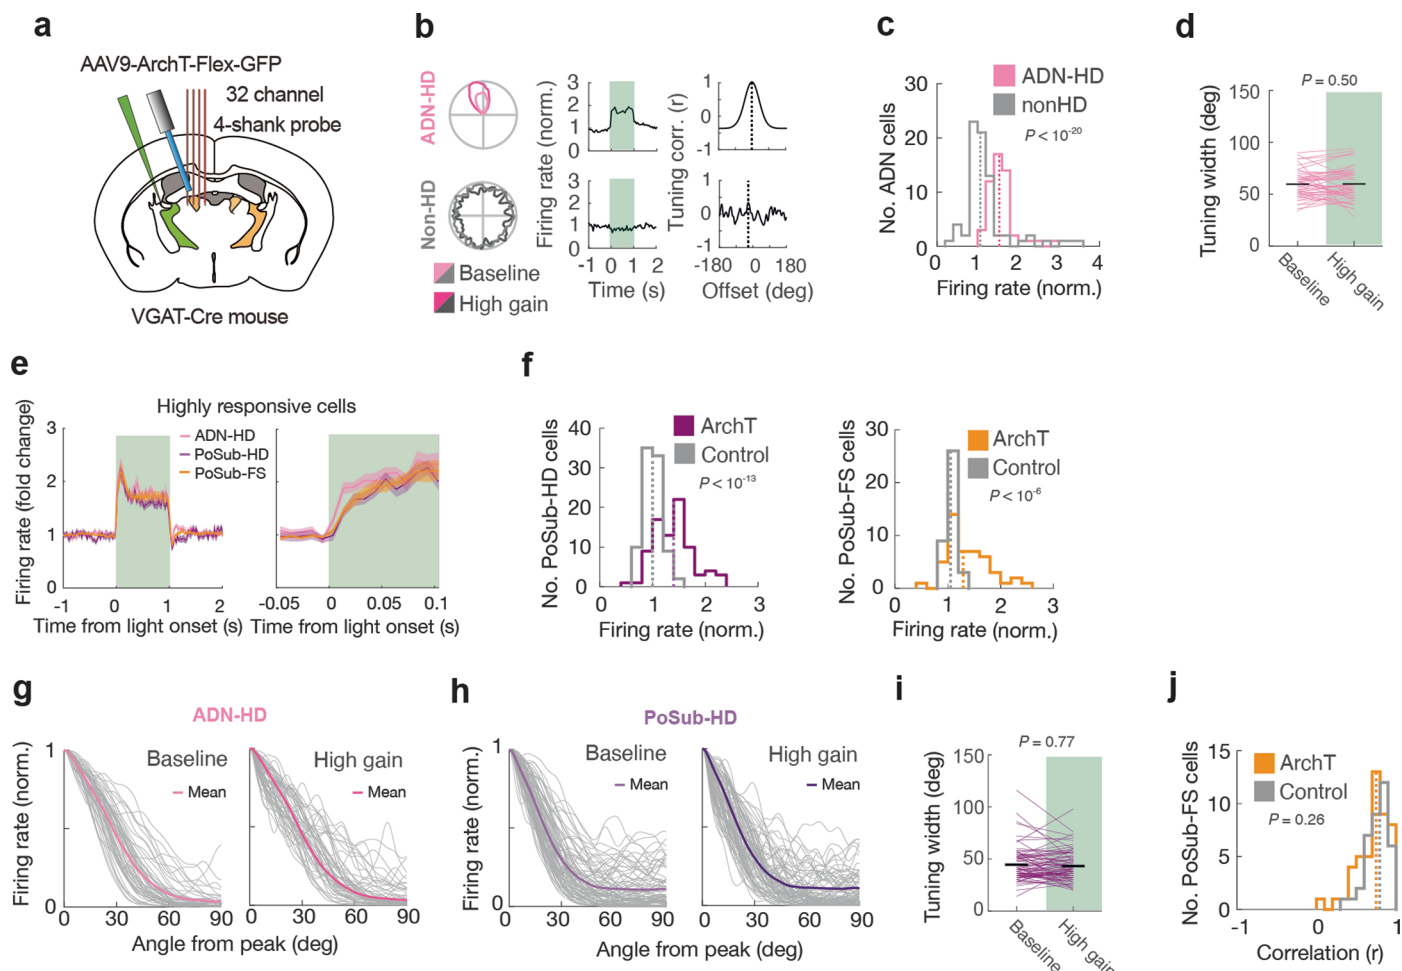 a
AAV9-ArchT-Flex-GFP
32 channel
4-shank probe
VGAT-Cre mouse
b
ADN-HD
Non-HD
Baseline
High gain
Firing rate (norm.)
3
2
1
0
3
2
1
0
-1 0 1 2
Time (s)
Tuning corr. (r)
1
0
-1
1
0
-1
-180 0 180
Offset (deg)
c
ADN-HD
nonHD
P < 10-20
No. ADN cells
30
20
10
0
0 1 2 3 4
Firing rate (norm.)
d
P = 0.50
Tuning width (deg)
150
100
50
0
Baseline
High gain
e
Highly responsive cells
Firing rate (fold change)
3
2
1
0
ADN-HD
PoSub-HD
PoSub-FS
-1 0 1 2
Time from light onset (s)
-0.05 0 0.05 0.1
Time from light onset (s)
f
No. PoSub-HD cells
40
30
20
10
0
ArchT
Control
P < 10-13
0 1 2 3
Firing rate (norm.)
No. PoSub-FS cells
30
20
10
0
ArchT
Control
P < 10-6
0 1 2 3
Firing rate (norm.)
g
ADN-HD
Firing rate (norm.)
1
0
Baseline
Mean
High gain
Mean
0 30 60 90
0 30 60 90
Angle from peak (deg)
h
PoSub-HD
Firing rate (norm.)
1
0
Baseline
Mean
High gain
Mean
0 30 60 90
0 30 60 90
Angle from peak (deg)
i
P = 0.77
Tuning width (deg)
150
100
50
0
Baseline
High gain
j
No. PoSub-FS cells
15
10
5
0
ArchT
Control
P = 0.26
-1 0 1
Correlation (r)